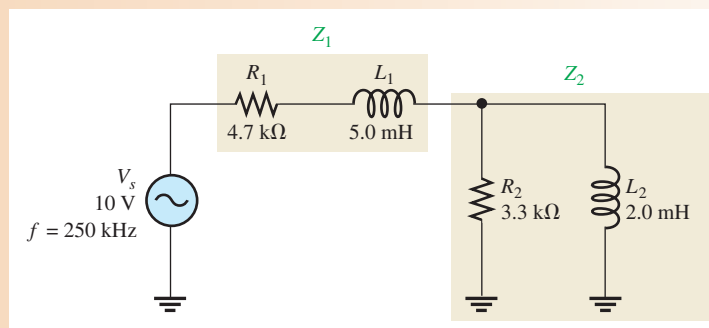 Z1
R1
L1
4.7 kΩ
5.0 mH
Z2
Vs
10 V
f = 250 kHz
R2
3.3 kΩ
L2
2.0 mH